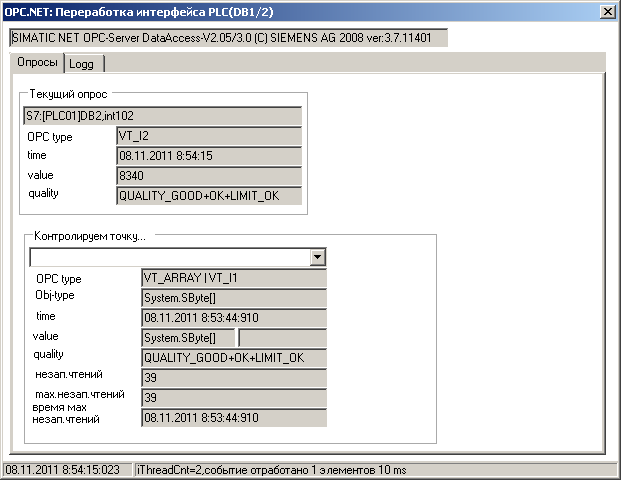 OPC.NET: Переработка интерфейса PLC(DB1/2)
SIMATIC NET OPC-Server DataAccess-V2.05/3.0 (C) SIEMENS AG 2008 ver:3.7.11401
Опросы Logg
Текущий опрос
S7:[PLC01]DB2,int102
OPC type VT_I2
time 08.11.2011 8:54:15
value 8340
quality QUALITY_GOOD+OK+LIMIT_OK
Контролируем точку...
OPC type VT_ARRAY | VT_I1
Obj-type System.SByte[]
time 08.11.2011 8:53:44:910
value System.SByte[]
quality QUALITY_GOOD+OK+LIMIT_OK
незап.чтений 39
max.незап.чтений 39
время мах
незап.чтений 08.11.2011 8:53:44:910
08.11.2011 8:54:15:023 iThreadCnt=2,событие отработано 1 элементов 10 ms